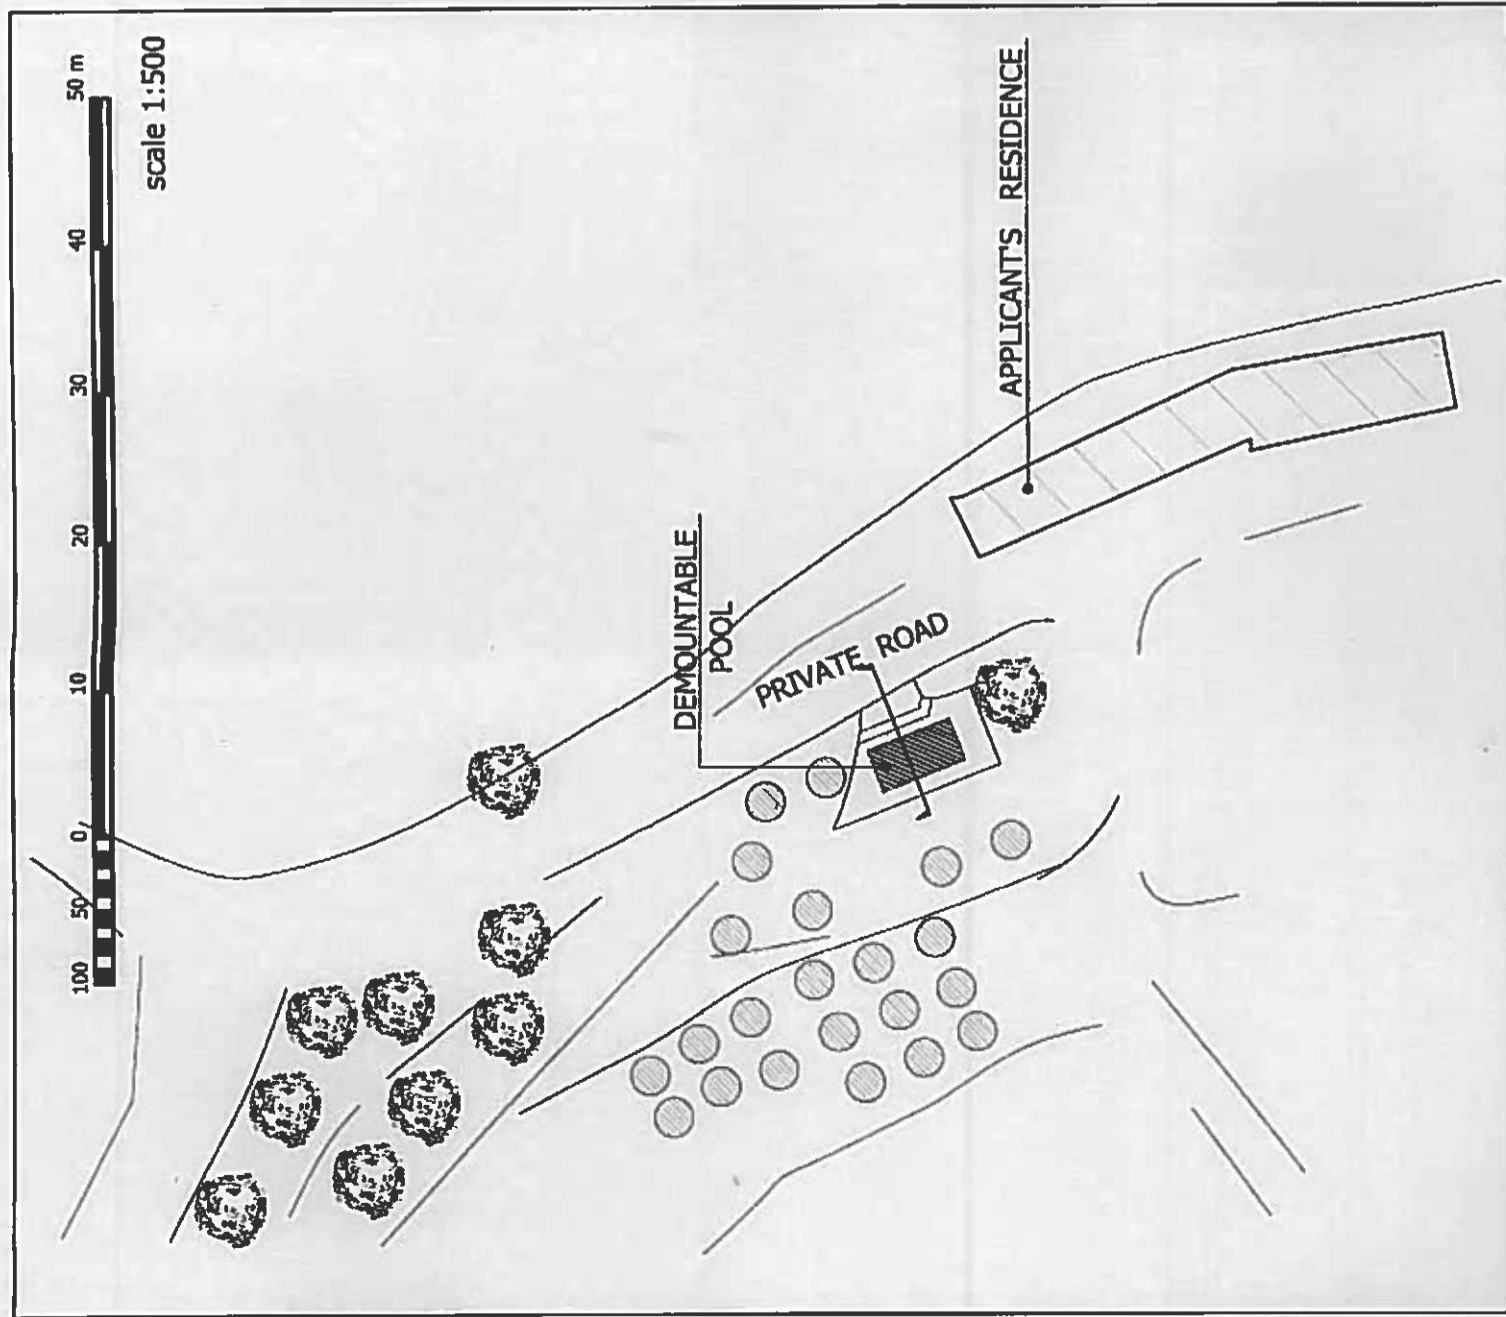 100 50 0 10 20 30 40 50 m
scale 1:500
DEMOUNTABLE
POOL
PRIVATE ROAD
APPLICANT'S RESIDENCE